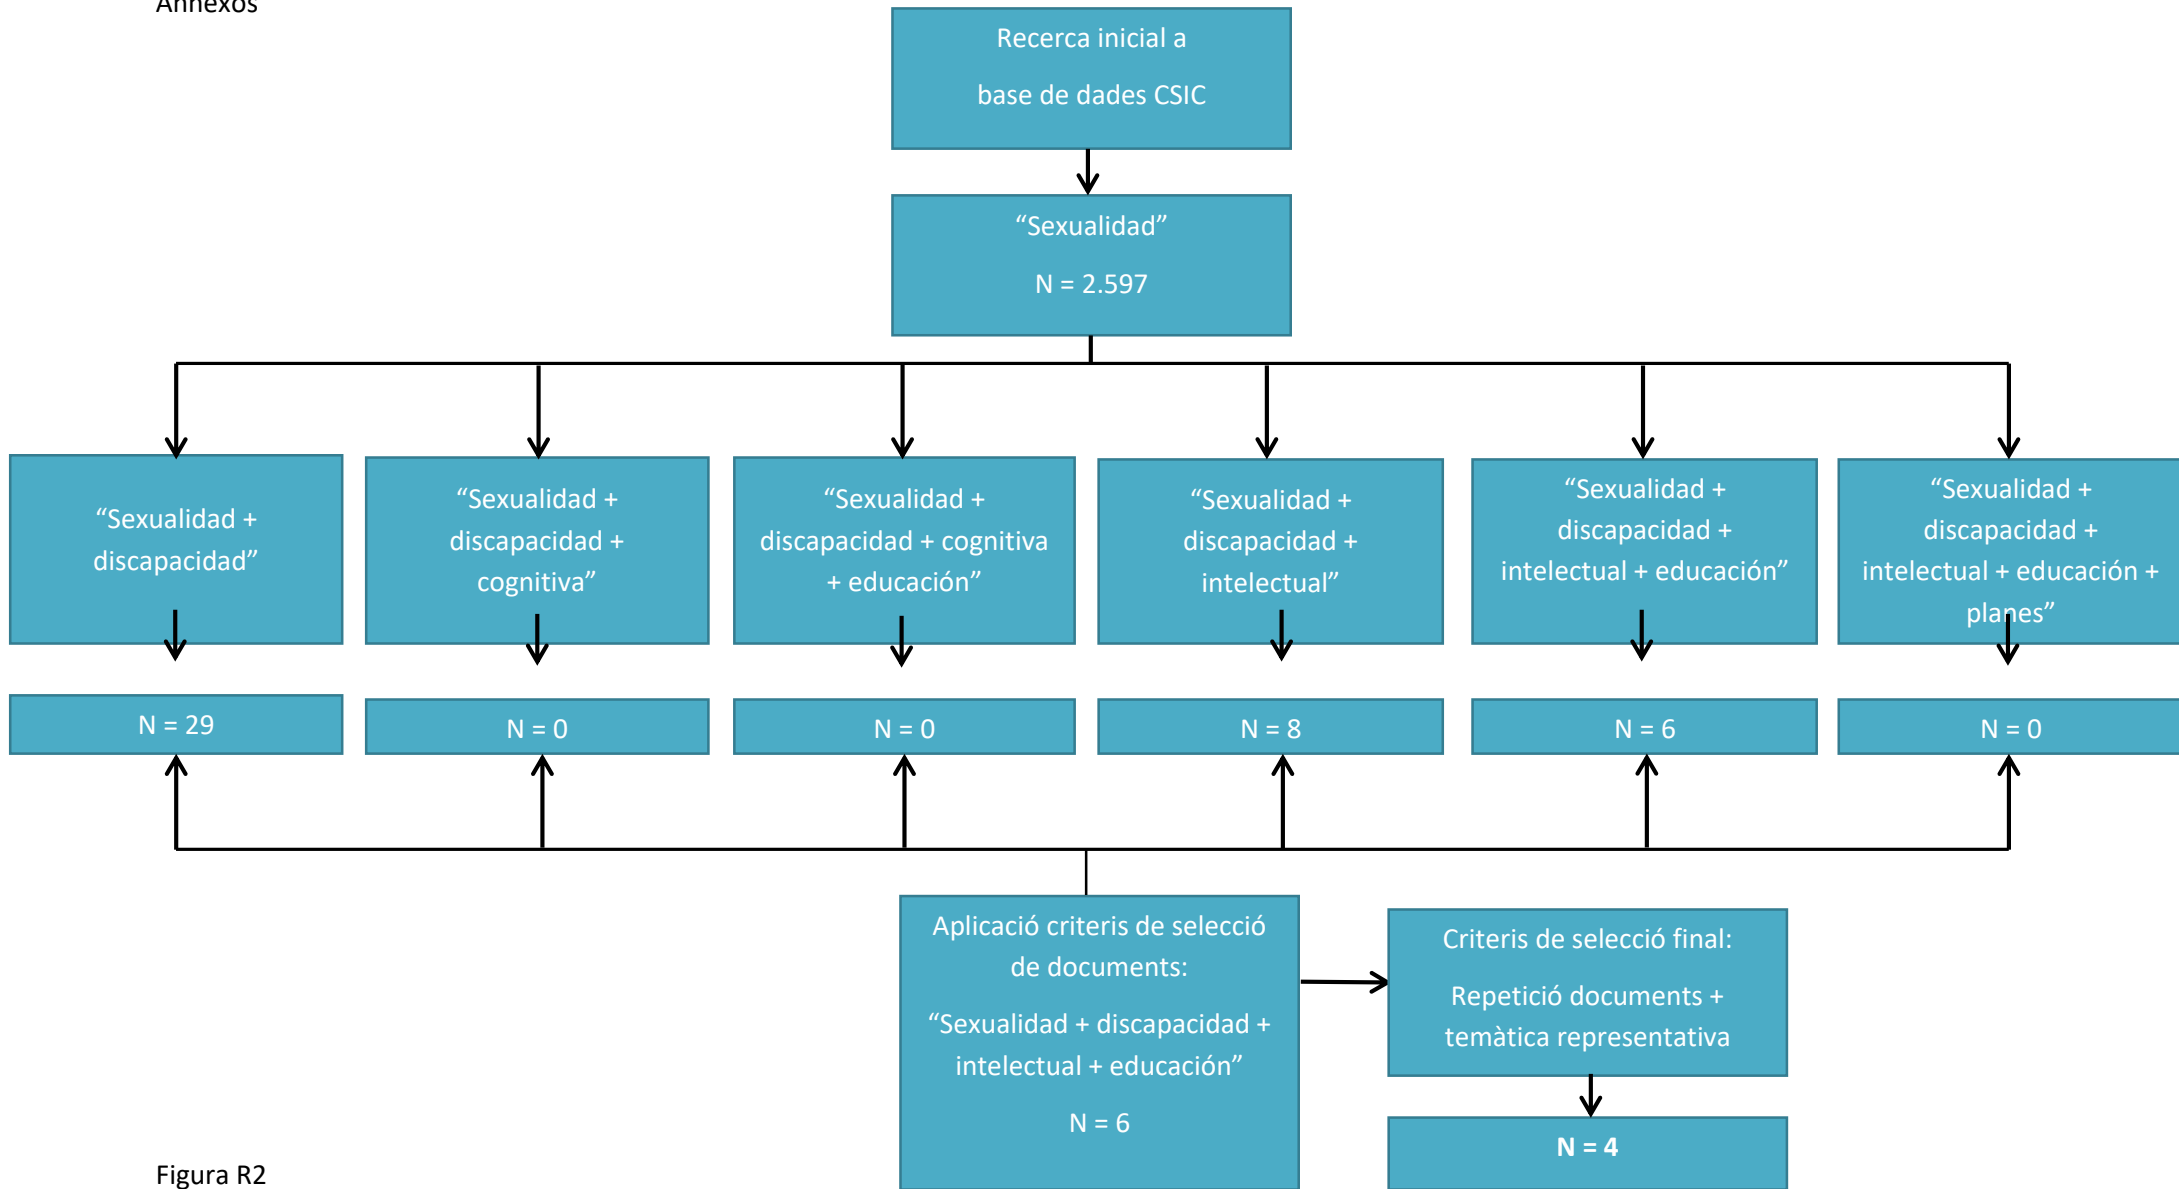 Annexos
Recerca inicial a
base de dades CSIC
“Sexualidad”
N = 2.597
“Sexualidad +
discapacidad”
“Sexualidad +
discapacidad +
cognitiva”
“Sexualidad +
discapacidad + cognitiva
+ educación”
“Sexualidad +
discapacidad +
intelectual”
“Sexualidad +
discapacidad +
intelectual + educación”
“Sexualidad +
discapacidad +
intelectual + educación +
planes”
N = 29
N = 0
N = 0
N = 8
N = 6
N = 0
Aplicació criteris de selecció
de documents:
“Sexualidad + discapacidad +
intelectual + educación”
N = 6
Criteris de selecció final:
Repetició documents +
temàtica representativa
N = 4
Figura R2